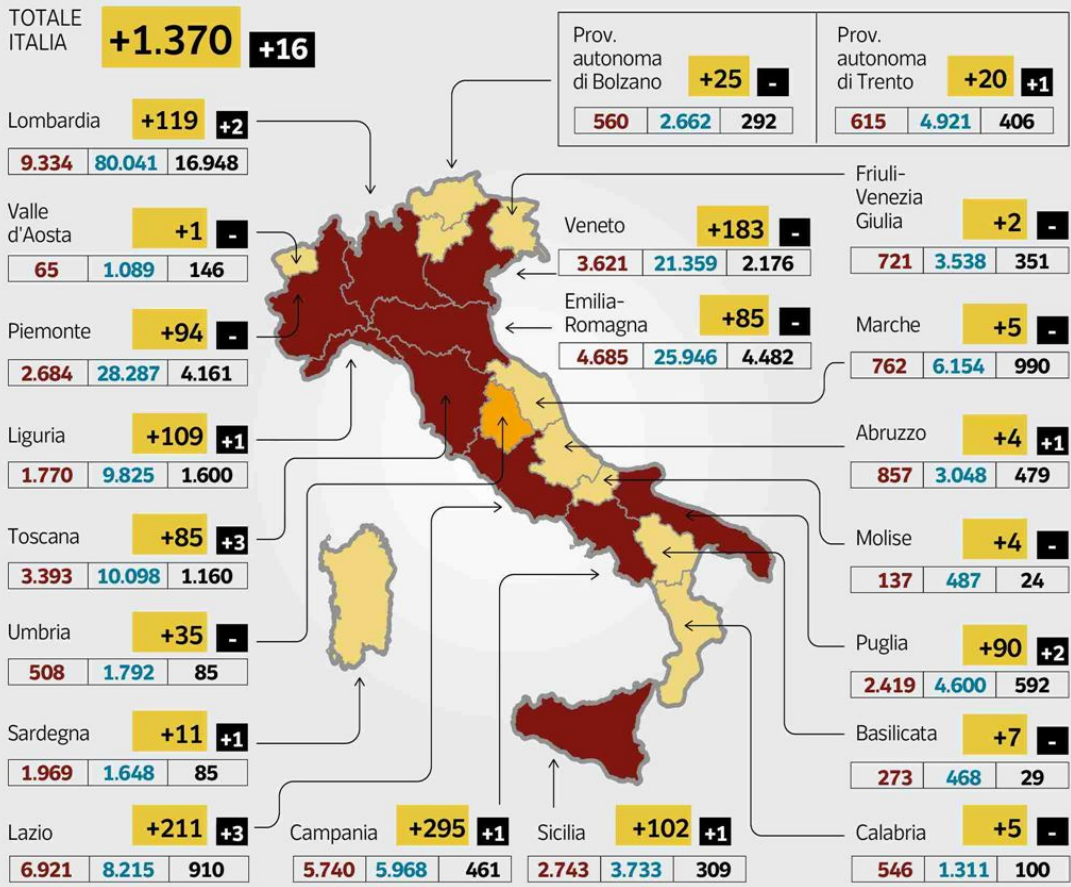 TOTALE
ITALIA
+1.370 +16
Lombardia +119 +2
9.334 80.041 16.948
Valle
d'Aosta +1 -
65 1.089 146
Piemonte +94 -
2.684 28.287 4.161
Liguria +109 +1
1.770 9.825 1.600
Toscana +85 +3
3.393 10.098 1.160
Umbria +35 -
508 1.792 85
Sardegna +11 +1
1.969 1.648 85
Lazio +211 +3
6.921 8.215 910
Campania +295 +1
5.740 5.968 461
Sicilia +102 +1
2.743 3.733 309
Prov.
autonoma
di Bolzano +25 -
560 2.662 292
Prov.
autonoma
di Trento +20 +1
615 4.921 406
Veneto +183 -
3.621 21.359 2.176
Emilia-
Romagna +85 -
4.685 25.946 4.482
Friuli-
Venezia
Giulia +2 -
721 3.538 351
Marche +5 -
762 6.154 990
Abruzzo +4 +1
857 3.048 479
Molise +4 -
137 487 24
Puglia +90 +2
2.419 4.600 592
Basilicata +7 -
273 468 29
Calabria +5 -
546 1.311 100